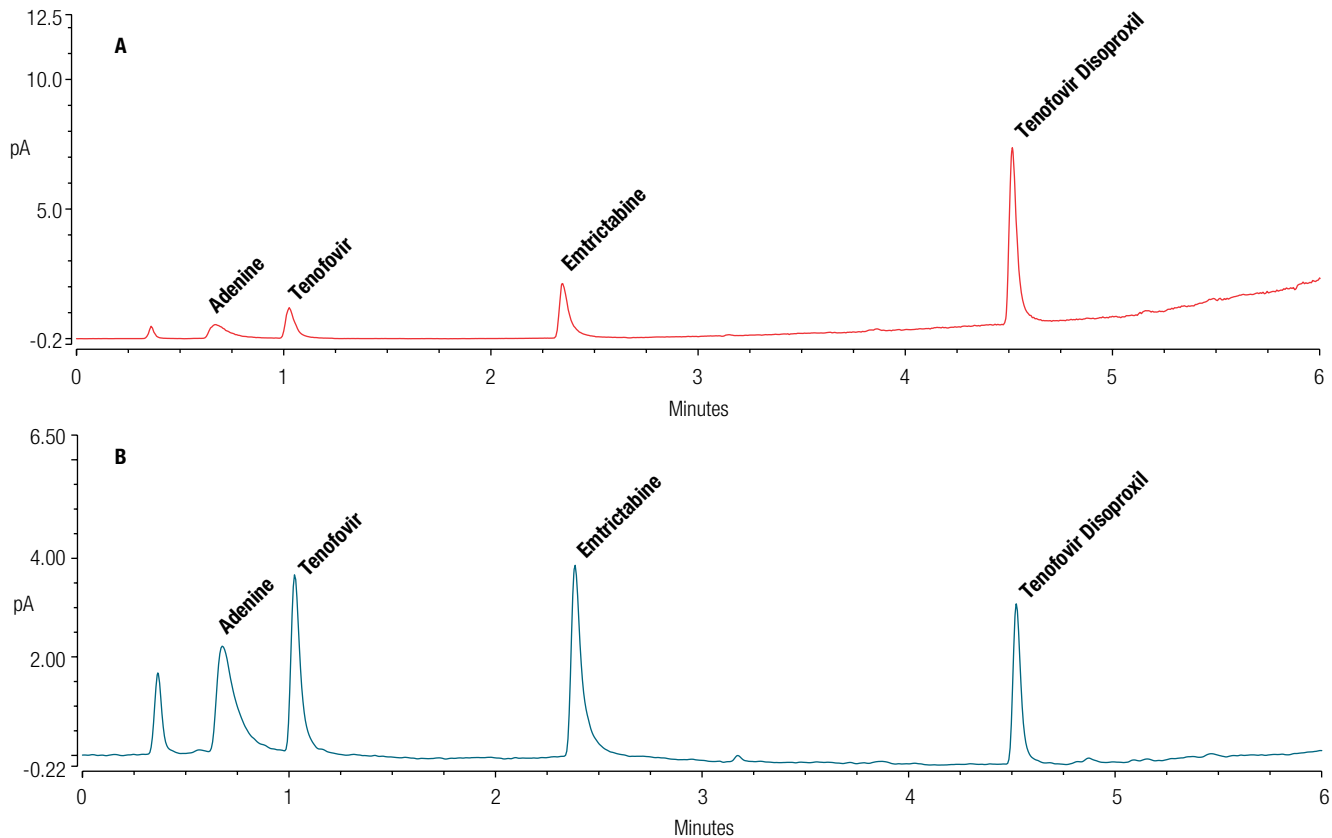 12.5
A
10.0
pA
5.0
-0.2
Adenine
Tenofovir
Emtrictabine
Tenofovir Disoproxil
0 1 2 3 4 5 6
Minutes
6.50
B
4.00
pA
2.00
-0.22
Adenine
Tenofovir
Emtrictabine
Tenofovir Disoproxil
0 1 2 3 4 5 6
Minutes